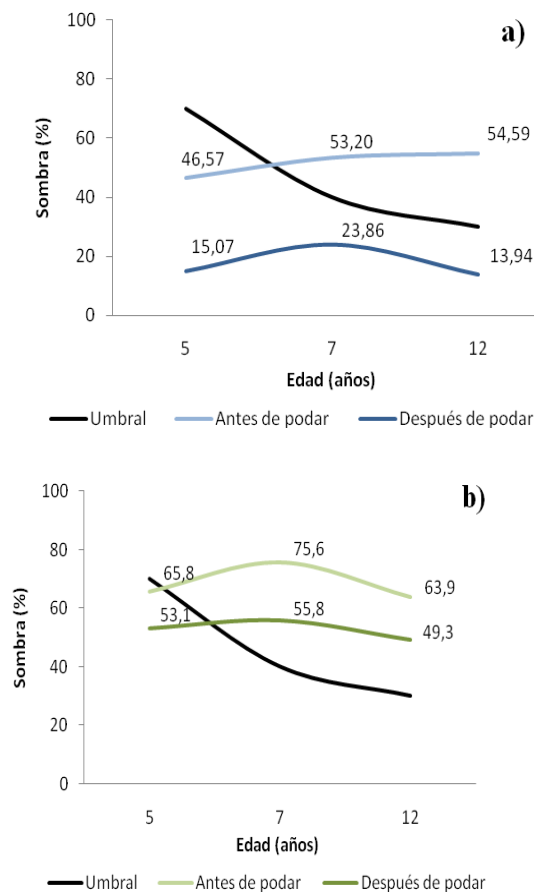 a)
100
80
60
40
20
0
Sombra (%)
46,57
53,20
54,59
15,07
23,86
13,94
5 7 12
Edad (años)
Umbral Antes de podar Después de podar
b)
100
80
60
40
20
0
Sombra (%)
65,8
75,6
63,9
53,1
55,8
49,3
5 7 12
Edad (años)
Umbral Antes de podar Después de podar